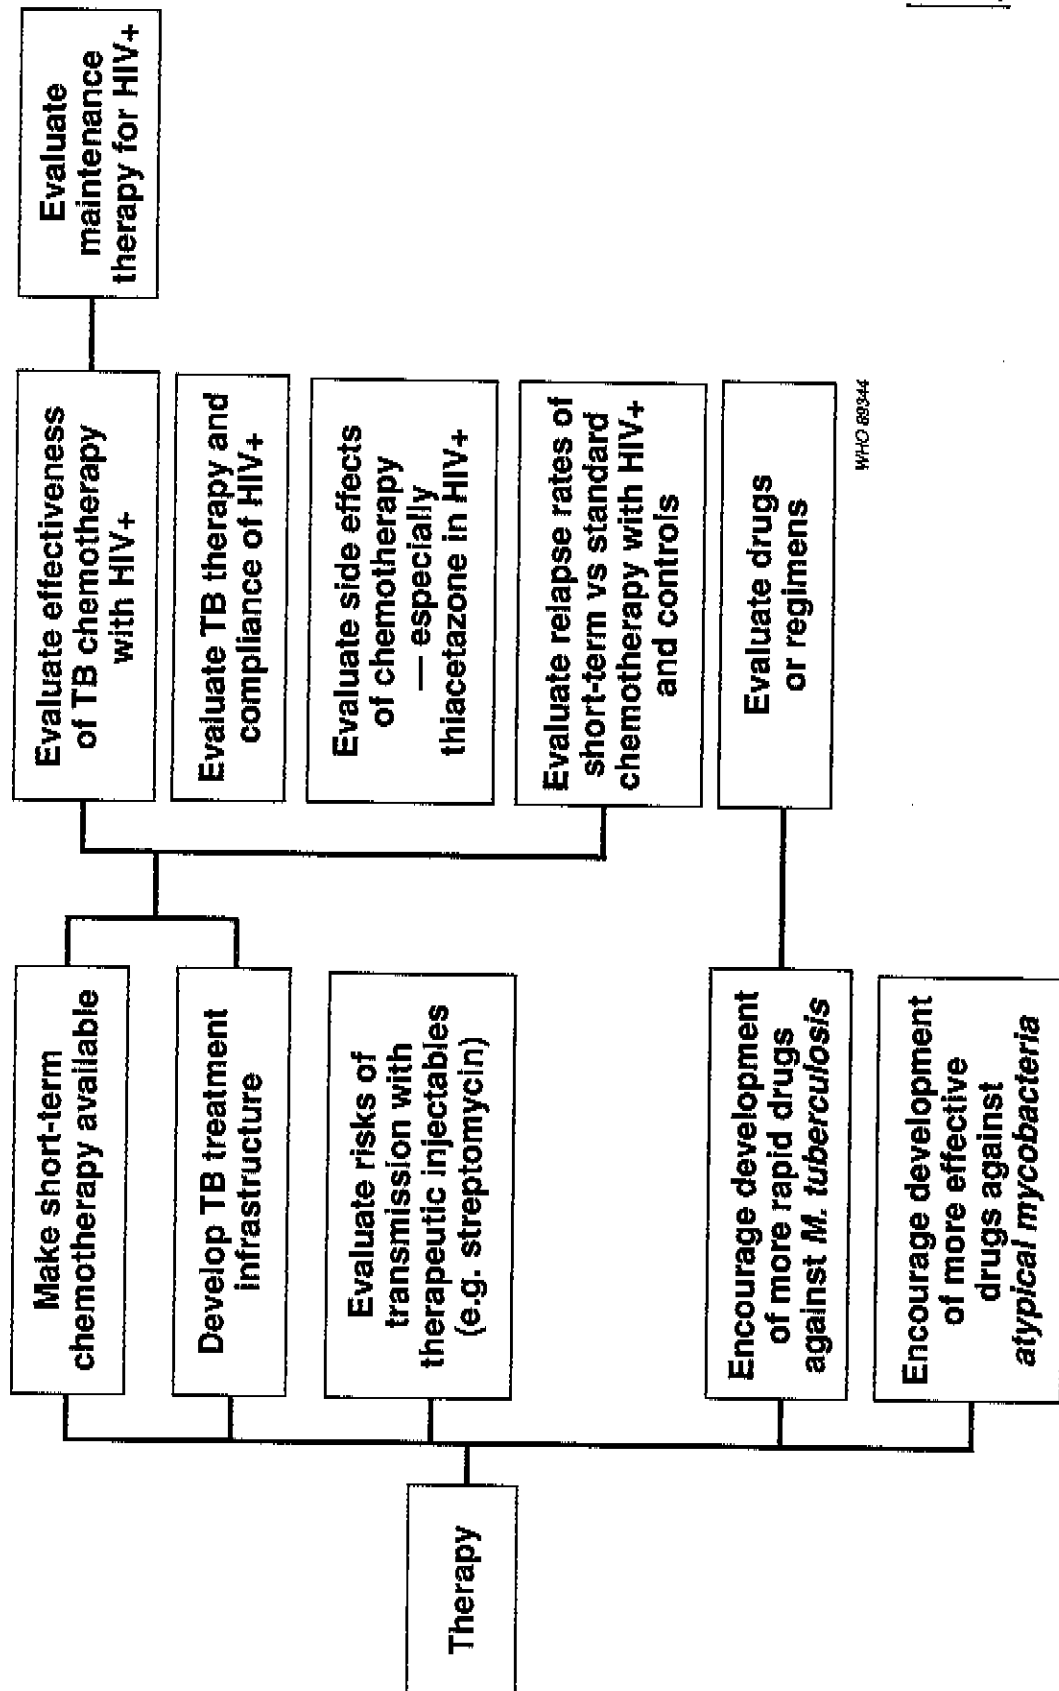 Therapy
Make short-term
chemotherapy available
Develop TB treatment
infrastructure
Evaluate risks of
transmission with
therapeutic injectables
(e.g. streptomycin)
Encourage development
of more rapid drugs
against M. tuberculosis
Encourage development
of more effective
drugs against
atypical mycobacteria
Evaluate effectiveness
of TB chemotherapy
with HIV+
Evaluate TB therapy and
compliance of HIV+
Evaluate side effects
of chemotherapy
— especially
thiacetazone in HIV+
Evaluate relapse rates of
short-term vs standard
chemotherapy with HIV+
and controls
Evaluate drugs
or regimens
Evaluate
maintenance
therapy for HIV+
WHO 89344